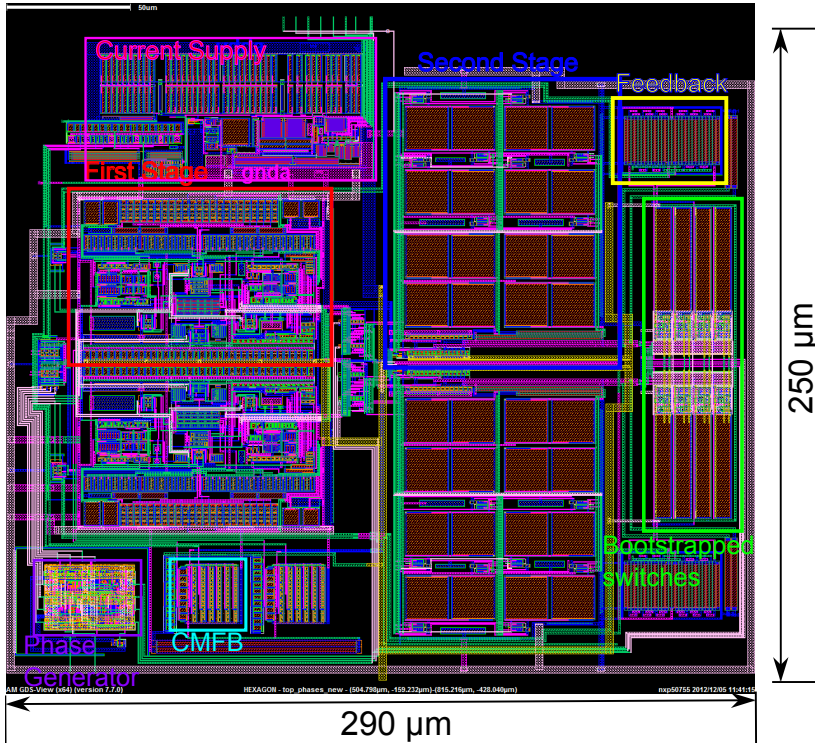 50um
Current Supply
Second Stage
Feedback
First Stage
gnda
250 µm
Bootstrapped
switches
CMFB
Phase
Generator
AM GDS-View (x64) (version 7.7.0)
HEXAGON - top_phases_new - (504.798µm, -159.232µm)-(815.216µm, -428.040µm)
nxp50755 2012/12/05 11:41:15
290 µm